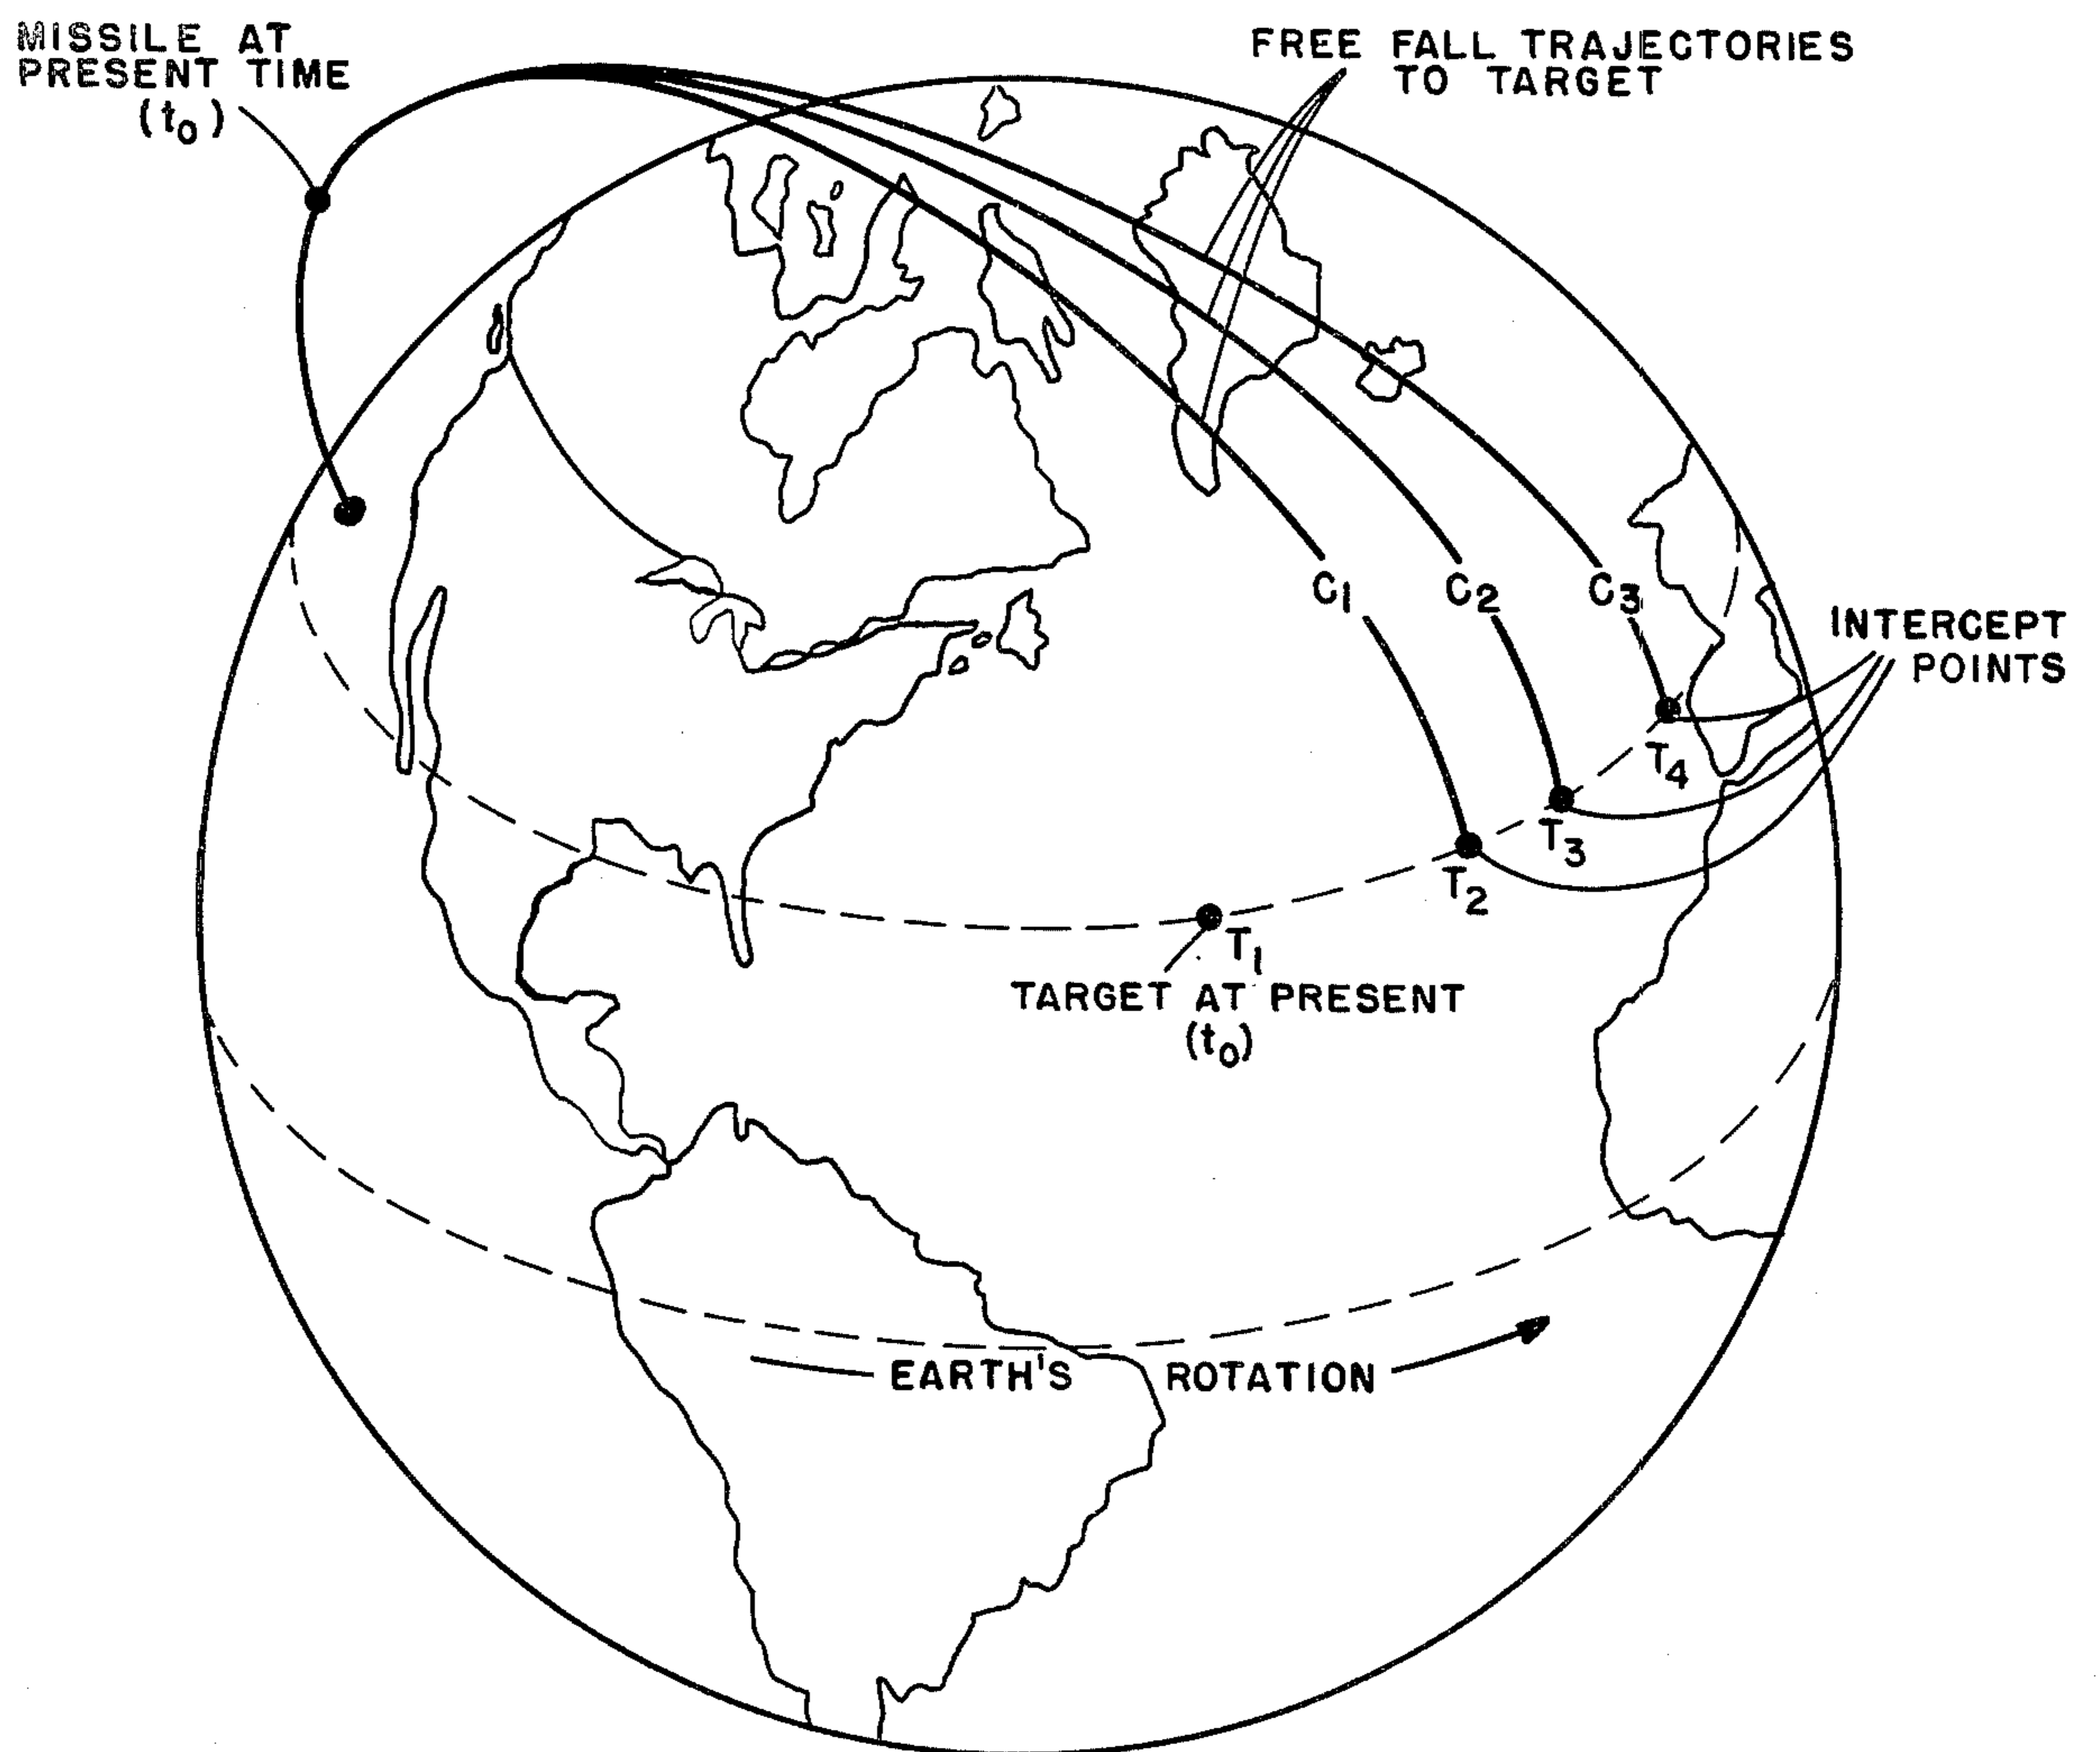 MISSILE AT
PRESENT TIME
(t0)
FREE FALL TRAJECTORIES
TO TARGET
C1
C2
C3
INTERCEPT
POINTS
T4
T3
T2
T1
TARGET AT PRESENT
(t0)
EARTH'S ROTATION